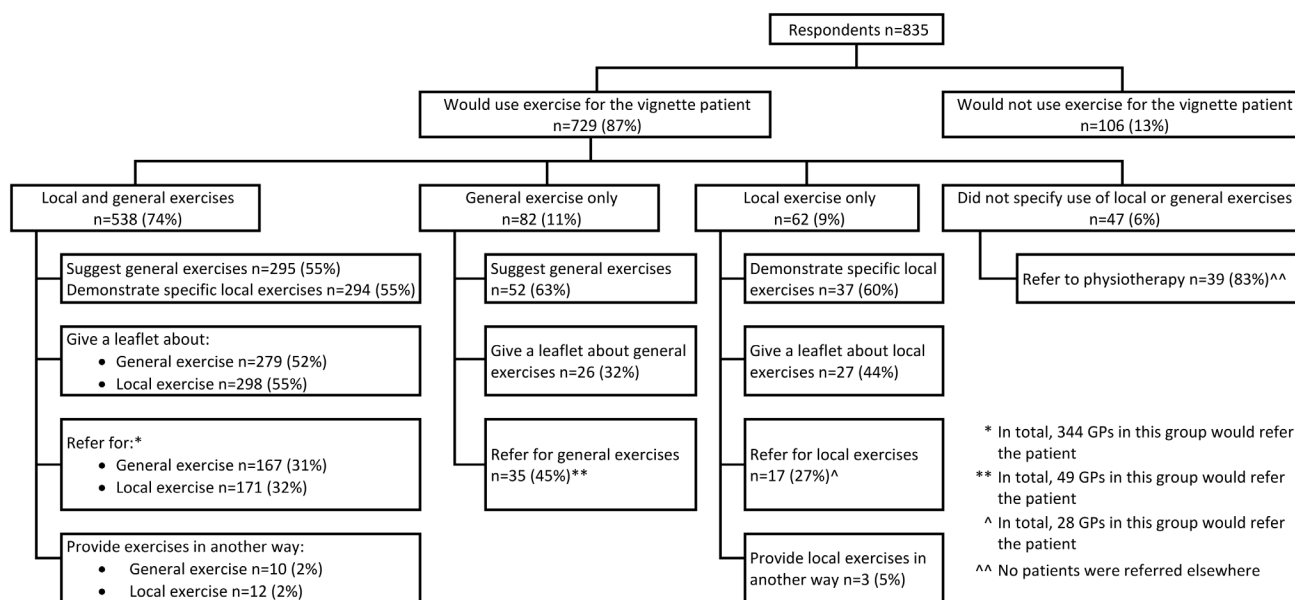 Respondents n=835
Would use exercise for the vignette patient
n=729 (87%)
Would not use exercise for the vignette patient
n=106 (13%)
Local and general exercises
n=538 (74%)
General exercise only
n=82 (11%)
Local exercise only
n=62 (9%)
Did not specify use of local or general exercises
n=47 (6%)
Suggest general exercises n=295 (55%)
Demonstrate specific local exercises n=294 (55%)
Give a leaflet about:
• General exercise n=279 (52%)
• Local exercise n=298 (55%)
Refer for:*
• General exercise n=167 (31%)
• Local exercise n=171 (32%)
Provide exercises in another way:
• General exercise n=10 (2%)
• Local exercise n=12 (2%)
Suggest general exercises
n=52 (63%)
Give a leaflet about general
exercises n=26 (32%)
Refer for general exercises
n=35 (45%)**
Demonstrate specific local
exercises n=37 (60%)
Give a leaflet about local
exercises n=27 (44%)
Refer for local exercises
n=17 (27%)^
Provide local exercises in
another way n=3 (5%)
Refer to physiotherapy n=39 (83%)^^
* In total, 344 GPs in this group would refer
the patient
** In total, 49 GPs in this group would refer
the patient
^ In total, 28 GPs in this group would refer
the patient
^^ No patients were referred elsewhere